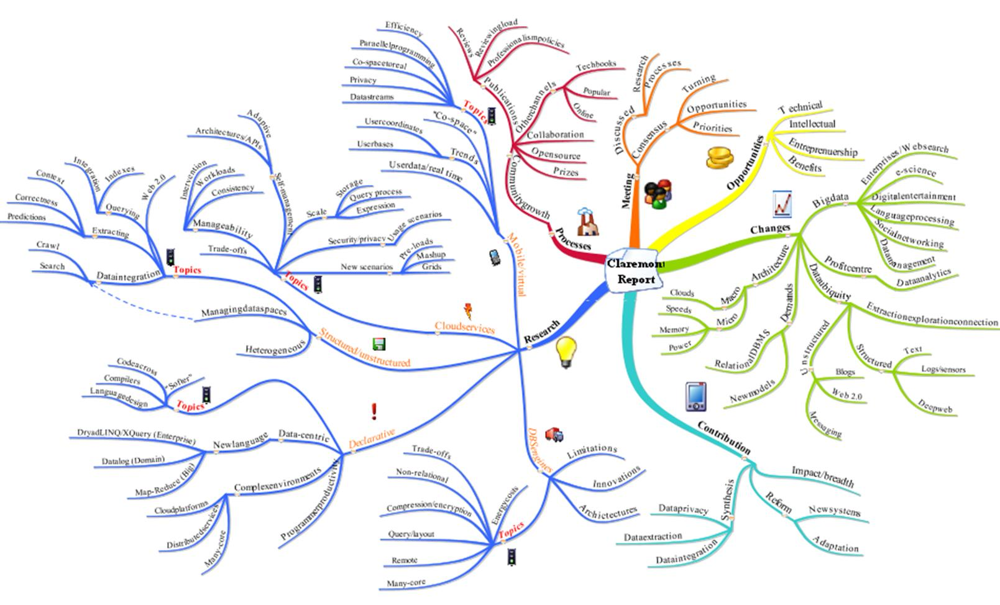 Claremont
Report
Meeting
Discussed
Research
Processes
Consensus
Turning
Opportunities
Priorities
Opportunities
Technical
Intellectual
Entreprenuership
Benefits
Changes
Bigdata
Enterprises/Websearch
e-science
Digitalentertainment
Languageprocessing
Socialnetworking
Datamanagement
Profitcentre
Dataanalytics
Dataubiquity
Extractionexplorationconnection
Structured
Text
Logs/sensors
Deepweb
Unstructured
Blogs
Web 2.0
Messaging
Demands
RelationalDBMS
Newmodels
Architecture
Macro
Clouds
Micro
Speeds
Memory
Power
Contribution
Impact/breadth
Reform
Newsystems
Adaptation
Synthesis
Dataprivacy
Dataextraction
Dataintegration
Research
DBSengines
Limitations
Innovations
Archictectures
Topics
Energycosts
Trade-offs
Non-relational
Compression/encryption
Query/layout
Remote
Many-core
Declarative
Topics
"Softer"
Codeacross
Compilers
Languagedesign
Data-centric
Newlanguage
DryadLINQ/XQuery (Enterprise)
Datalog (Domain)
Map-Reduce (Big)
Complexenvironments
Cloudplatforms
Distributedservices
Many-core
Programmerproductivity
Structured/unstructured
Heterogeneous
Managingdataspaces
Topics
Web 2.0
Querying
Indexes
Integration
Extracting
Context
Correctness
Predictions
Dataintegration
Crawl
Search
Cloudservices
Topics
Trade-offs
Manageability
Intervention
Workloads
Consistency
Self-management
Adaptive
Architectures/APIs
Scale
Storage
Query process
Expression
Security/privacy
Usage scenarios
New scenarios
Pre-loads
Mashup
Grids
Mobile/virtual
Topics
Efficiency
Paraellelprogramming
Co-spacetoreal
Privacy
Datastreams
"Co-space"
Trends
Usercoordinates
Userbases
Userdata/real time
Processes
Communitygrowth
Publications
Reviews
Reviewingload
Professionalismpolicies
Otherchannels
Techbooks
Popular
Online
Collaboration
Opensource
Prizes